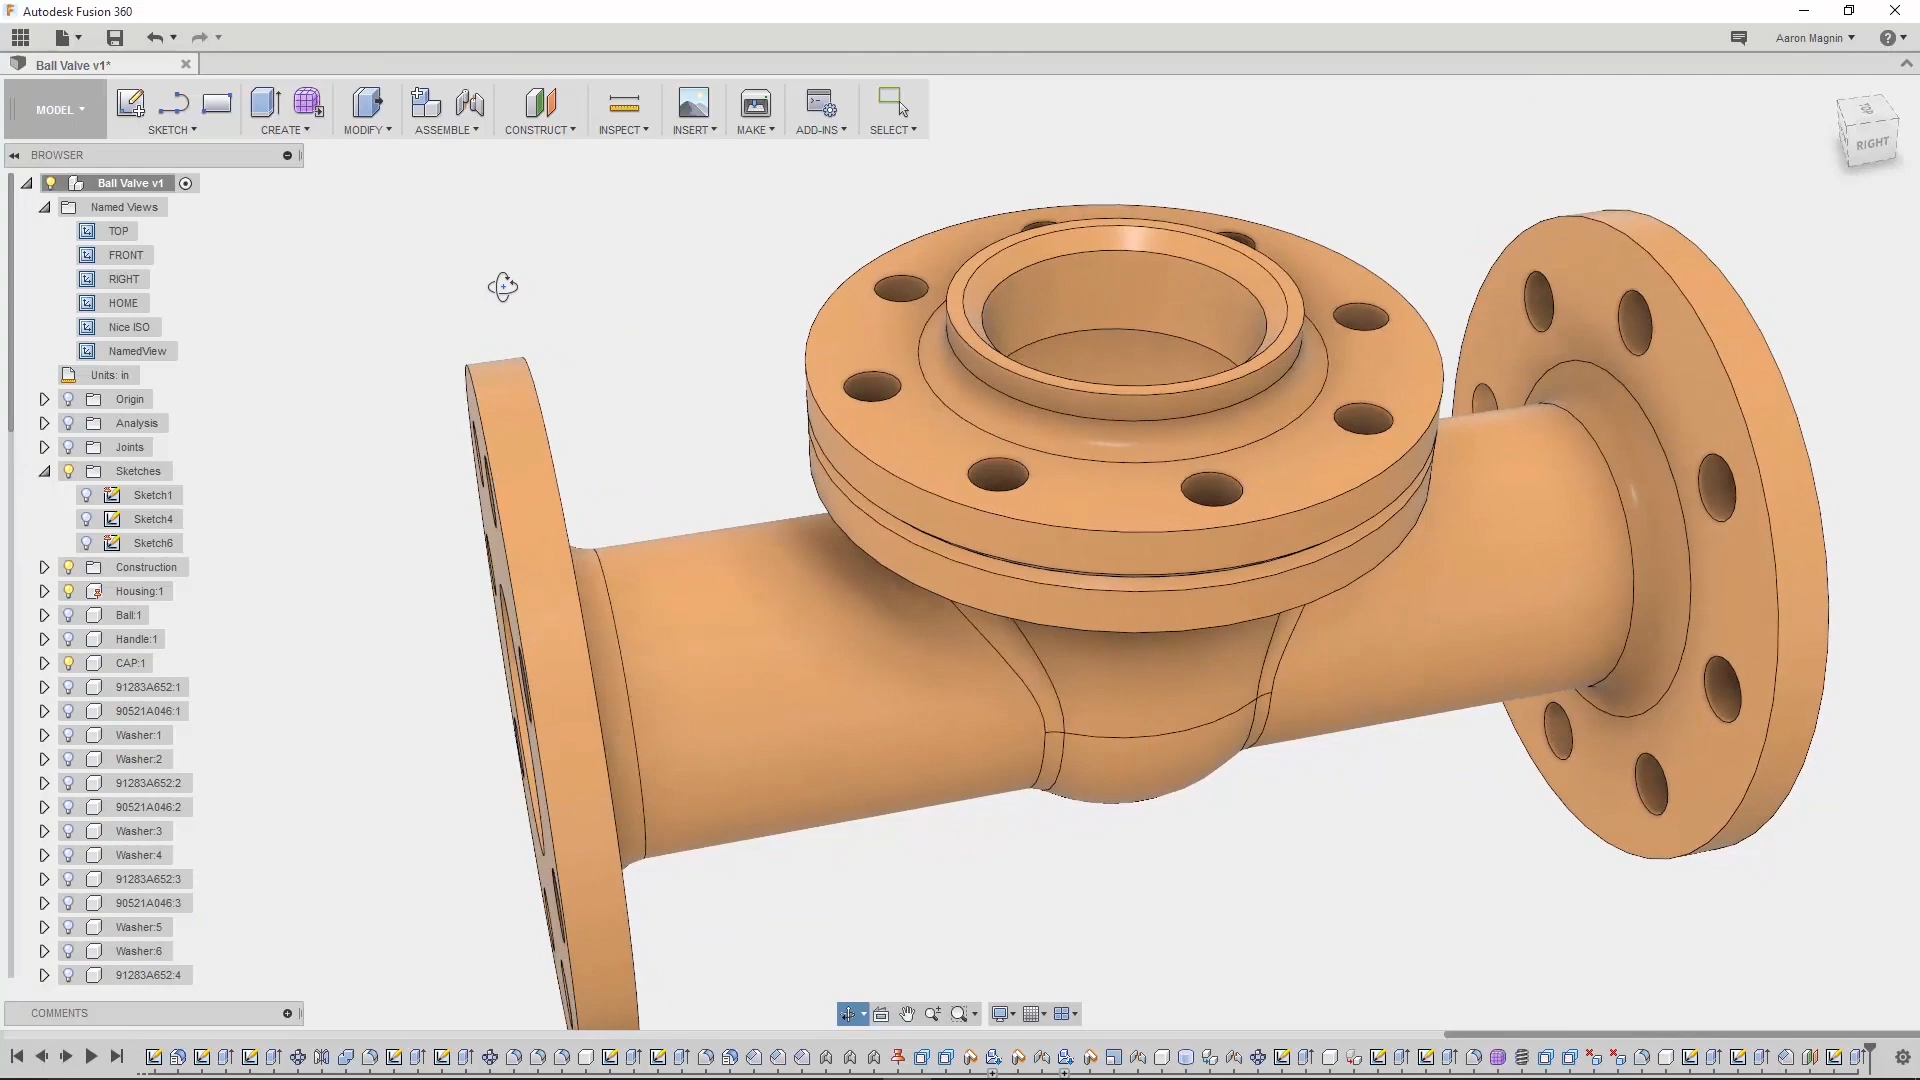 Autodesk Fusion 360
Aaron Magnin
Ball Valve v1*
MODEL
SKETCH
CREATE
MODIFY
ASSEMBLE
CONSTRUCT
INSPECT
INSERT
MAKE
ADD-INS
SELECT
TOP
RIGHT
BROWSER
Ball Valve v1
Named Views
TOP
FRONT
RIGHT
HOME
Nice ISO
NamedView
Units: in
Origin
Analysis
Joints
Sketches
Sketch1
Sketch4
Sketch6
Construction
Housing:1
Ball:1
Handle:1
CAP:1
91283A652:1
90521A046:1
Washer:1
Washer:2
91283A652:2
90521A046:2
Washer:3
Washer:4
91283A652:3
90521A046:3
Washer:5
Washer:6
91283A652:4
COMMENTS